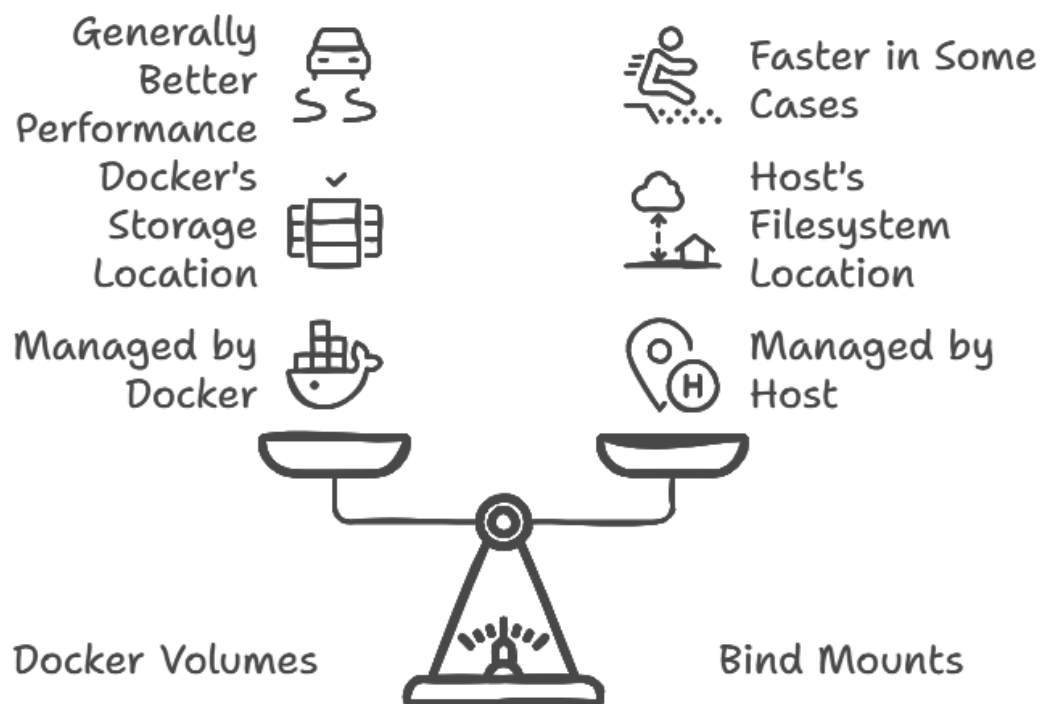 Generally
Better
Performance
Docker's
Storage
Location
Managed by
Docker
Faster in Some
Cases
Host's
Filesystem
Location
H
Managed by
Host
Docker Volumes
Bind Mounts